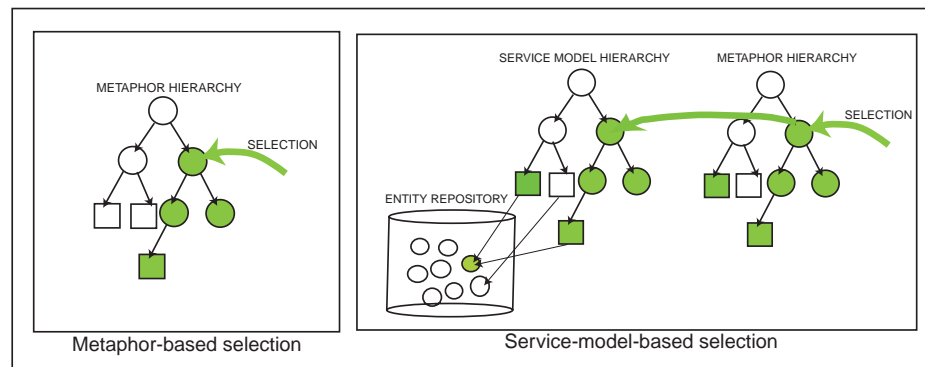 METAPHOR HIERARCHY
SELECTION
Metaphor-based selection
SERVICE MODEL HIERARCHY
METAPHOR HIERARCHY
SELECTION
ENTITY REPOSITORY
Service-model-based selection